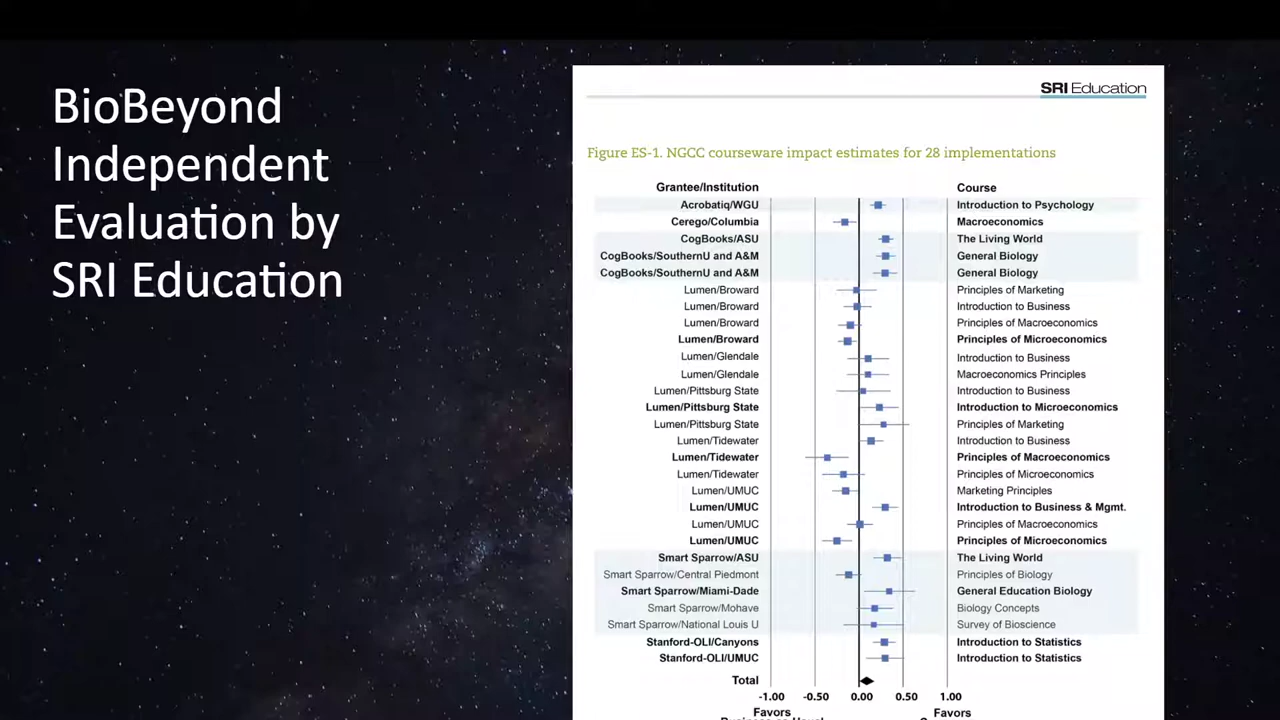 BioBeyond
Independent
Evaluation by
SRI Education
SRI Education
Figure ES-1. NGCC courseware impact estimates for 28 implementations
Grantee/Institution Course
Acrobatiq/WGU Introduction to Psychology
Cerego/Columbia Macroeconomics
CogBooks/ASU The Living World
CogBooks/SouthernU and A&M General Biology
CogBooks/SouthernU and A&M General Biology
Lumen/Broward Principles of Marketing
Lumen/Broward Introduction to Business
Lumen/Broward Principles of Macroeconomics
Lumen/Broward Principles of Microeconomics
Lumen/Glendale Introduction to Business
Lumen/Glendale Macroeconomics Principles
Lumen/Pittsburg State Introduction to Business
Lumen/Pittsburg State Introduction to Microeconomics
Lumen/Pittsburg State Principles of Marketing
Lumen/Tidewater Introduction to Business
Lumen/Tidewater Principles of Macroeconomics
Lumen/Tidewater Principles of Microeconomics
Lumen/UMUC Marketing Principles
Lumen/UMUC Introduction to Business & Mgmt.
Lumen/UMUC Principles of Macroeconomics
Lumen/UMUC Principles of Microeconomics
Smart Sparrow/ASU The Living World
Smart Sparrow/Central Piedmont Principles of Biology
Smart Sparrow/Miami-Dade General Education Biology
Smart Sparrow/Mohave Biology Concepts
Smart Sparrow/National Louis U Survey of Bioscience
Stanford-OLI/Canyons Introduction to Statistics
Stanford-OLI/UMUC Introduction to Statistics
Total
-1.00 -0.50 0.00 0.50 1.00
Favors Favors